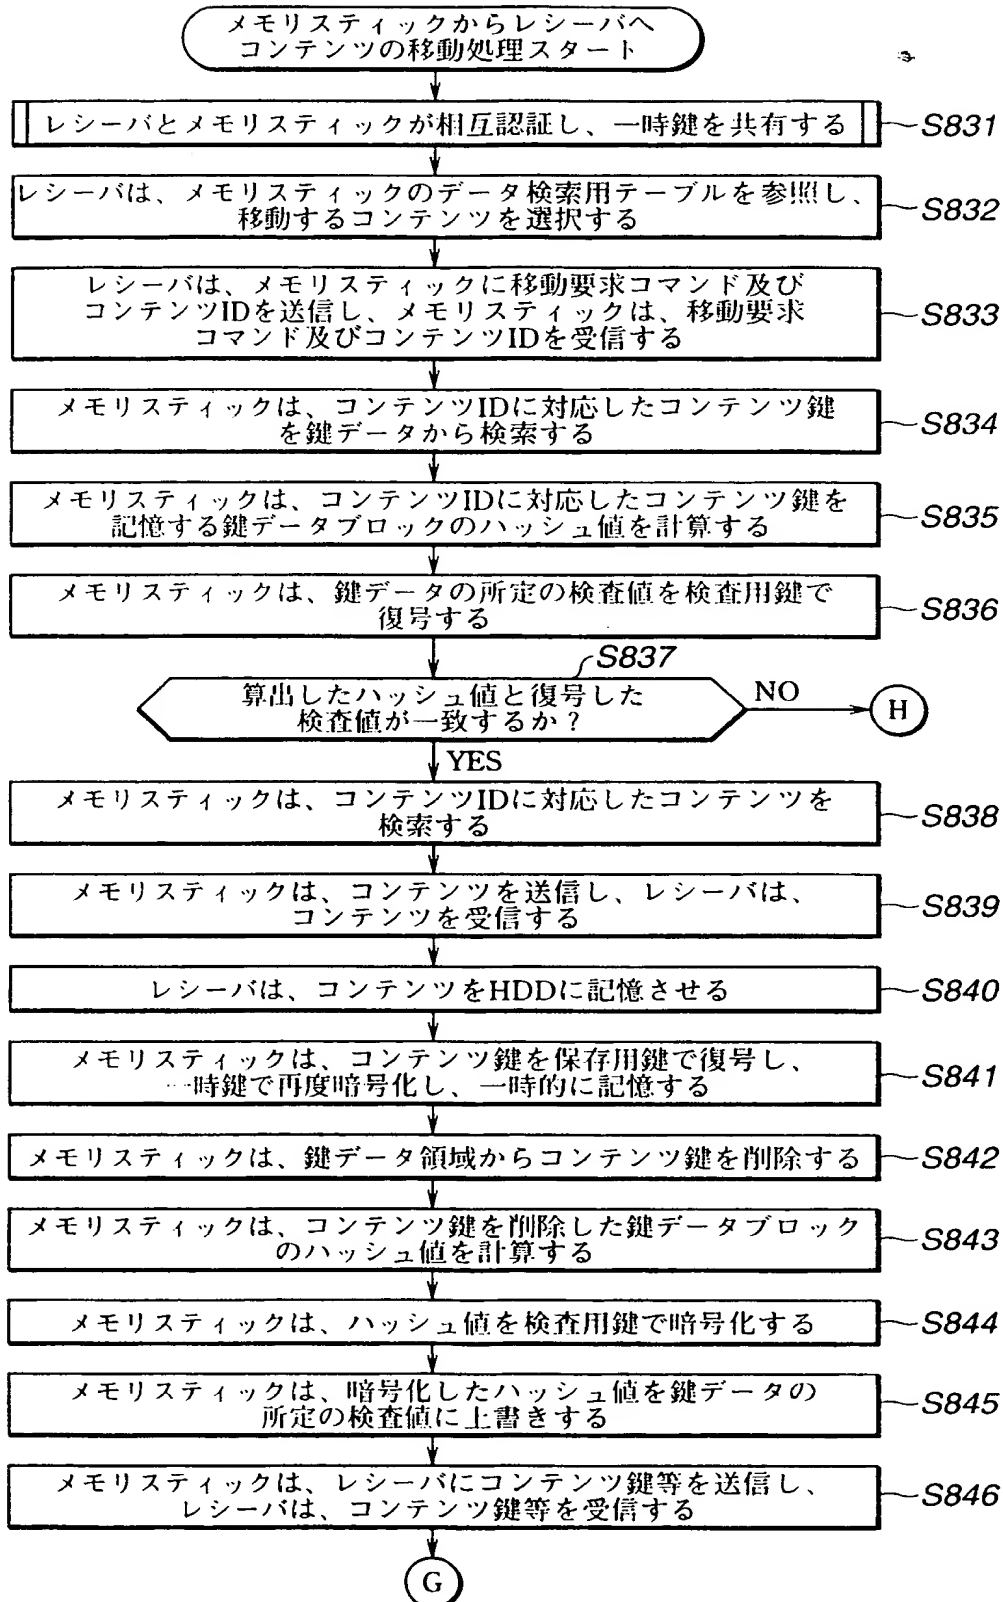 メモリスティックからレシーバへ
コンテンツの移動処理スタート
レシーバとメモリスティックが相互認証し、一時鍵を共有する
S831
レシーバは、メモリスティックのデータ検索用テーブルを参照し、
移動するコンテンツを選択する
S832
レシーバは、メモリスティックに移動要求コマンド及び
コンテンツIDを送信し、メモリスティックは、移動要求
コマンド及びコンテンツIDを受信する
S833
メモリスティックは、コンテンツIDに対応したコンテンツ鍵
を鍵データから検索する
S834
メモリスティックは、コンテンツIDに対応したコンテンツ鍵を
記憶する鍵データブロックのハッシュ値を計算する
S835
メモリスティックは、鍵データの所定の検査値を検査用鍵で
復号する
S836
S837
算出したハッシュ値と復号した
検査値が一致するか?
NO
H
YES
メモリスティックは、コンテンツIDに対応したコンテンツを
検索する
S838
メモリスティックは、コンテンツを送信し、レシーバは、
コンテンツを受信する
S839
レシーバは、コンテンツをHDDに記憶させる
S840
メモリスティックは、コンテンツ鍵を保存用鍵で復号し、
一時鍵で再度暗号化し、一時的に記憶する
S841
メモリスティックは、鍵データ領域からコンテンツ鍵を削除する
S842
メモリスティックは、コンテンツ鍵を削除した鍵データブロック
のハッシュ値を計算する
S843
メモリスティックは、ハッシュ値を検査用鍵で暗号化する
S844
メモリスティックは、暗号化したハッシュ値を鍵データの
所定の検査値に上書きする
S845
メモリスティックは、レシーバにコンテンツ鍵等を送信し、
レシーバは、コンテンツ鍵等を受信する
S846
G